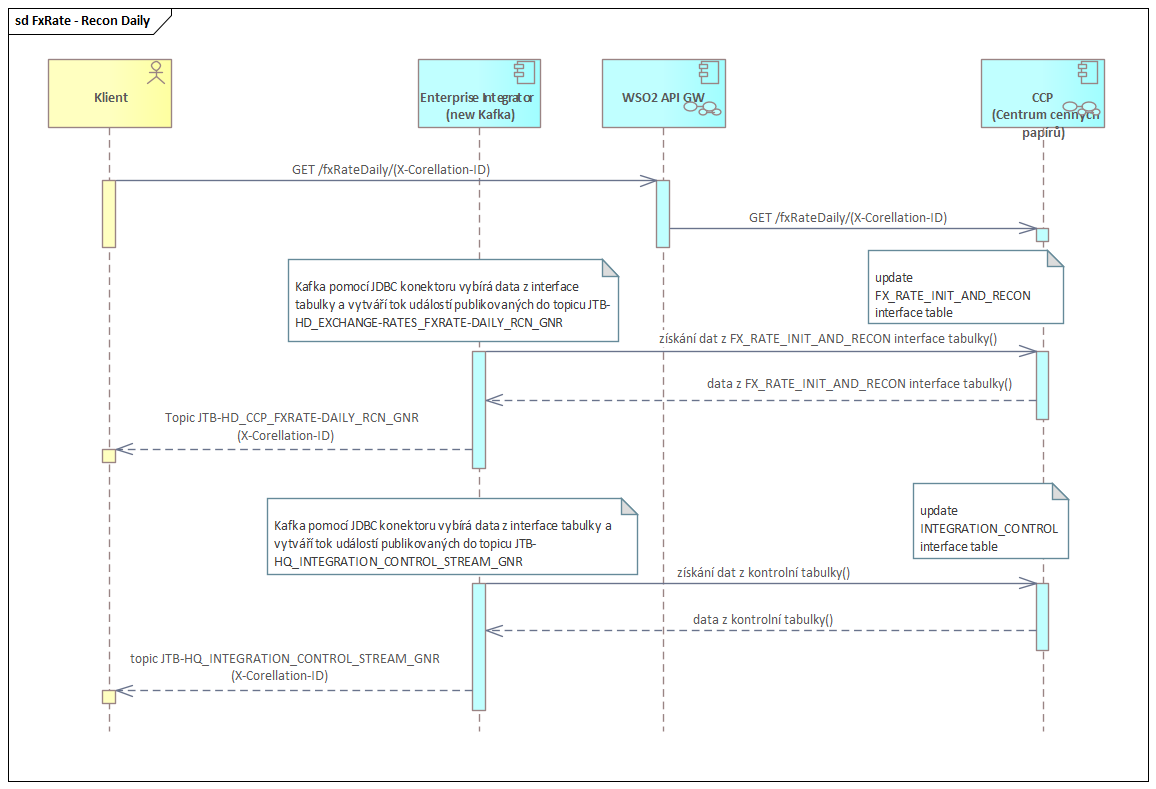 sd FxRate - Recon Daily
Klient
Enterprise Integrator
(new Kafka)
WSO2 API GW
CCP
(Centrum cenných
papírů)
GET /fxRateDaily/(X-Corellation-ID)
GET /fxRateDaily/(X-Corellation-ID)
update
FX_RATE_INIT_AND_RECON
interface table
Kafka pomocí JDBC konektoru vybírá data z interface
tabulky a vytváří tok událostí publikovaných do topicu JTB-
HD_EXCHANGE-RATES_FXRATE-DAILY_RCN_GNR
získání dat z FX_RATE_INIT_AND_RECON interface tabulky()
data z FX_RATE_INIT_AND_RECON interface tabulky()
Topic JTB-HD_CCP_FXRATE-DAILY_RCN_GNR
(X-Corellation-ID)
update
INTEGRATION_CONTROL
interface table
Kafka pomocí JDBC konektoru vybírá data z interface tabulky a
vytváří tok událostí publikovaných do topicu JTB-
HQ_INTEGRATION_CONTROL_STREAM_GNR
získání dat z kontrolní tabulky()
data z kontrolní tabulky()
topic JTB-HQ_INTEGRATION_CONTROL_STREAM_GNR
(X-Corellation-ID)